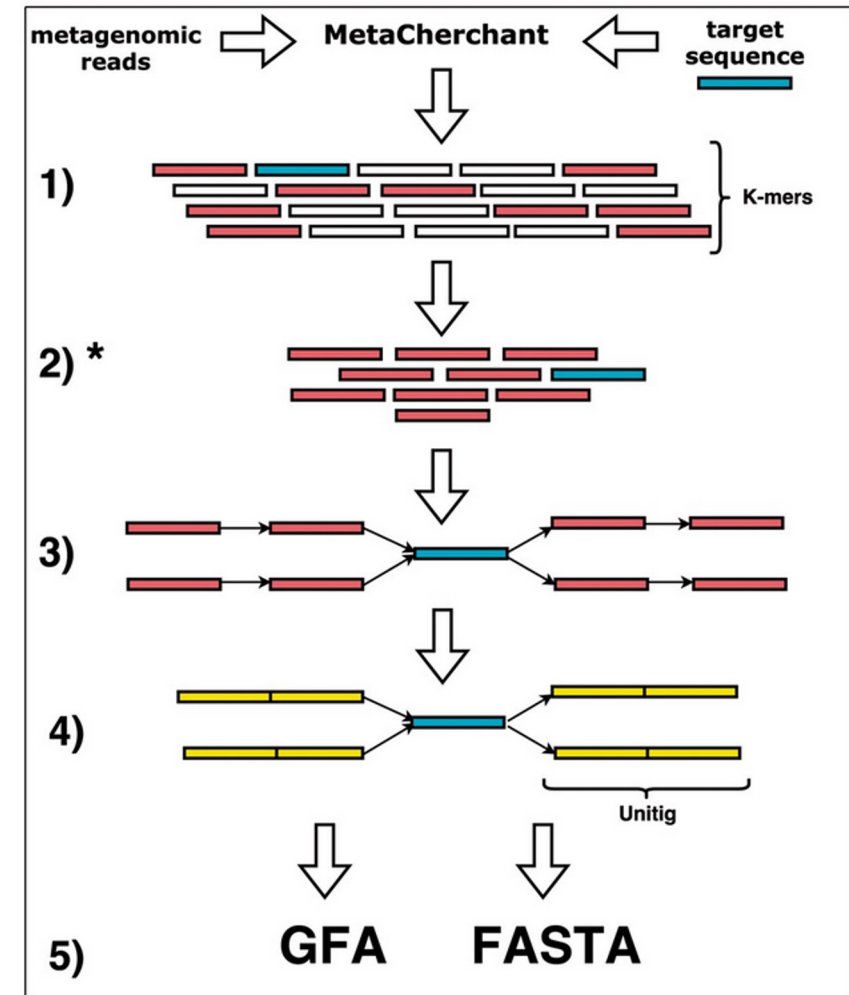 metagenomic
reads
MetaCherchant
target
sequence
1)
K-mers
2) *
3)
4)
Unitig
5)
GFA
FASTA